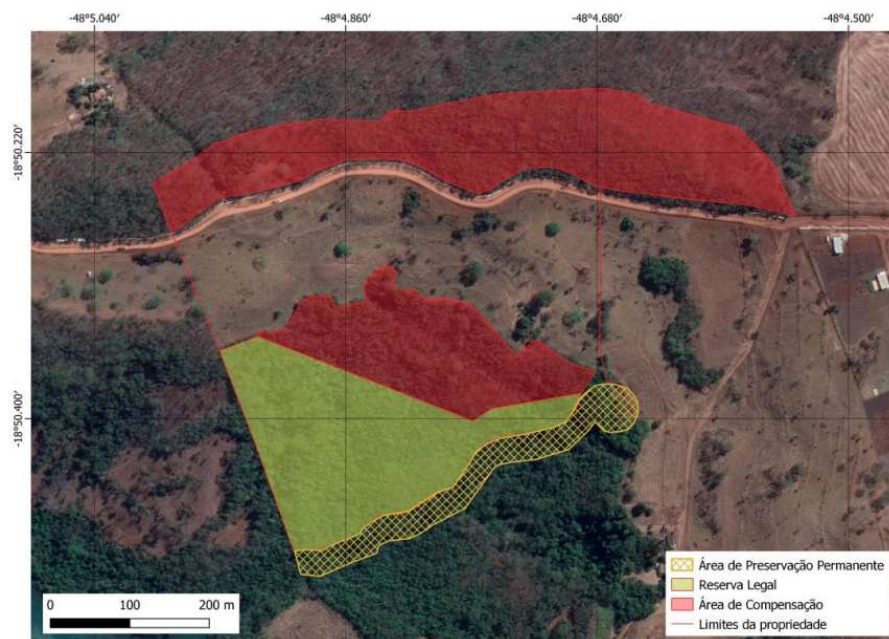 -48°5.040' -48°4.860' -48°4.680' -48°4.500'
-18°50.220'
-18°50.400'
Área de Preservação Permanente
Reserva Legal
Área de Compensação
Limites da propriedade
0 100 200 m